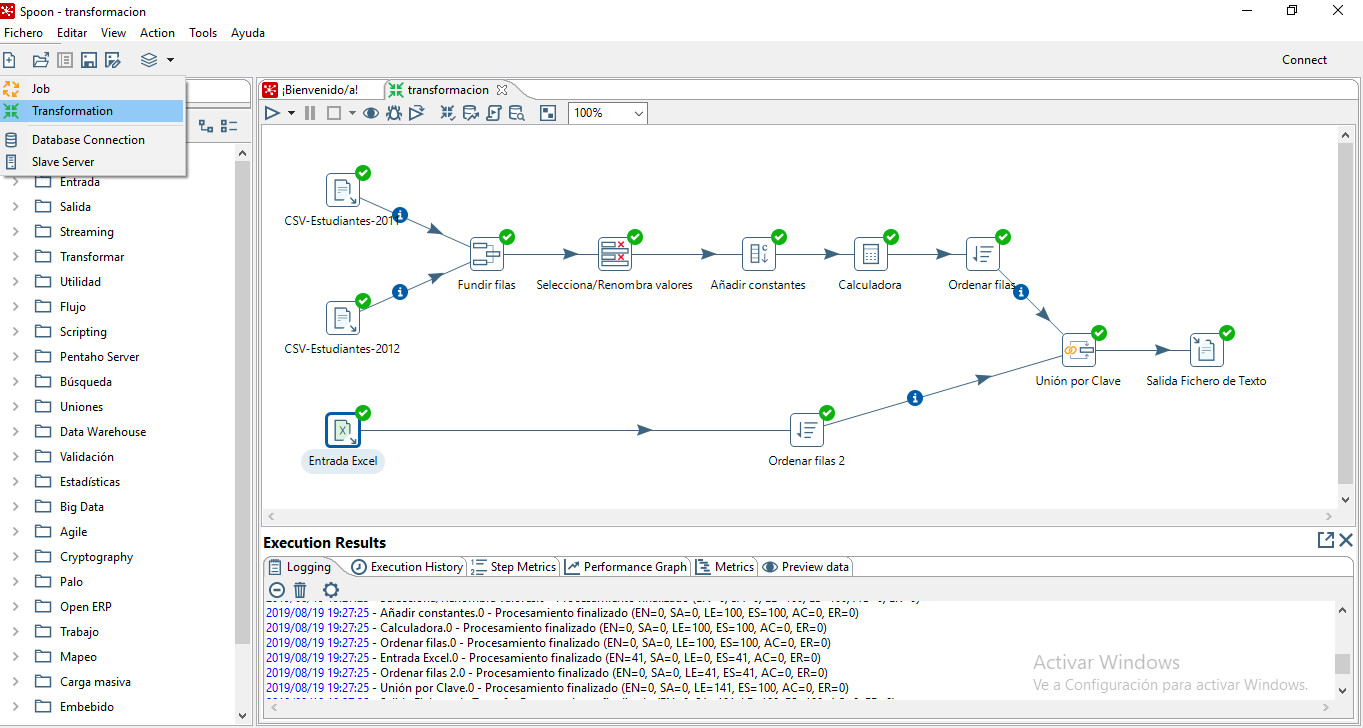 Spoon - transformacion
Fichero Editar View Action Tools Ayuda
Connect
Job
Transformation
Database Connection
Slave Server
Entrada
Salida
Streaming
Transformar
Utilidad
Flujo
Scripting
Pentaho Server
Búsqueda
Uniones
Data Warehouse
Validación
Estadísticas
Big Data
Agile
Cryptography
Palo
Open ERP
Trabajo
Mapeo
Carga masiva
Embebido
¡Bienvenido/a! transformacion
100%
CSV-Estudiantes-2011
CSV-Estudiantes-2012
Fundir filas
Selecciona/Renombra valores
Añadir constantes
Calculadora
Ordenar filas
Unión por Clave
Salida Fichero de Texto
Entrada Excel
Ordenar filas 2
Execution Results
Logging Execution History Step Metrics Performance Graph Metrics Preview data
2019/08/19 19:27:25 - Añadir constantes.0 - Procesamiento finalizado (EN=0, SA=0, LE=100, ES=100, AC=0, ER=0)
2019/08/19 19:27:25 - Calculadora.0 - Procesamiento finalizado (EN=0, SA=0, LE=100, ES=100, AC=0, ER=0)
2019/08/19 19:27:25 - Ordenar filas.0 - Procesamiento finalizado (EN=0, SA=0, LE=100, ES=100, AC=0, ER=0)
2019/08/19 19:27:25 - Entrada Excel.0 - Procesamiento finalizado (EN=41, SA=0, LE=0, ES=41, AC=0, ER=0)
2019/08/19 19:27:25 - Ordenar filas 2.0 - Procesamiento finalizado (EN=0, SA=0, LE=41, ES=41, AC=0, ER=0)
2019/08/19 19:27:25 - Unión por Clave.0 - Procesamiento finalizado (EN=0, SA=0, LE=141, ES=100, AC=0, ER=0)
Activar Windows
Ve a Configuración para activar Windows.